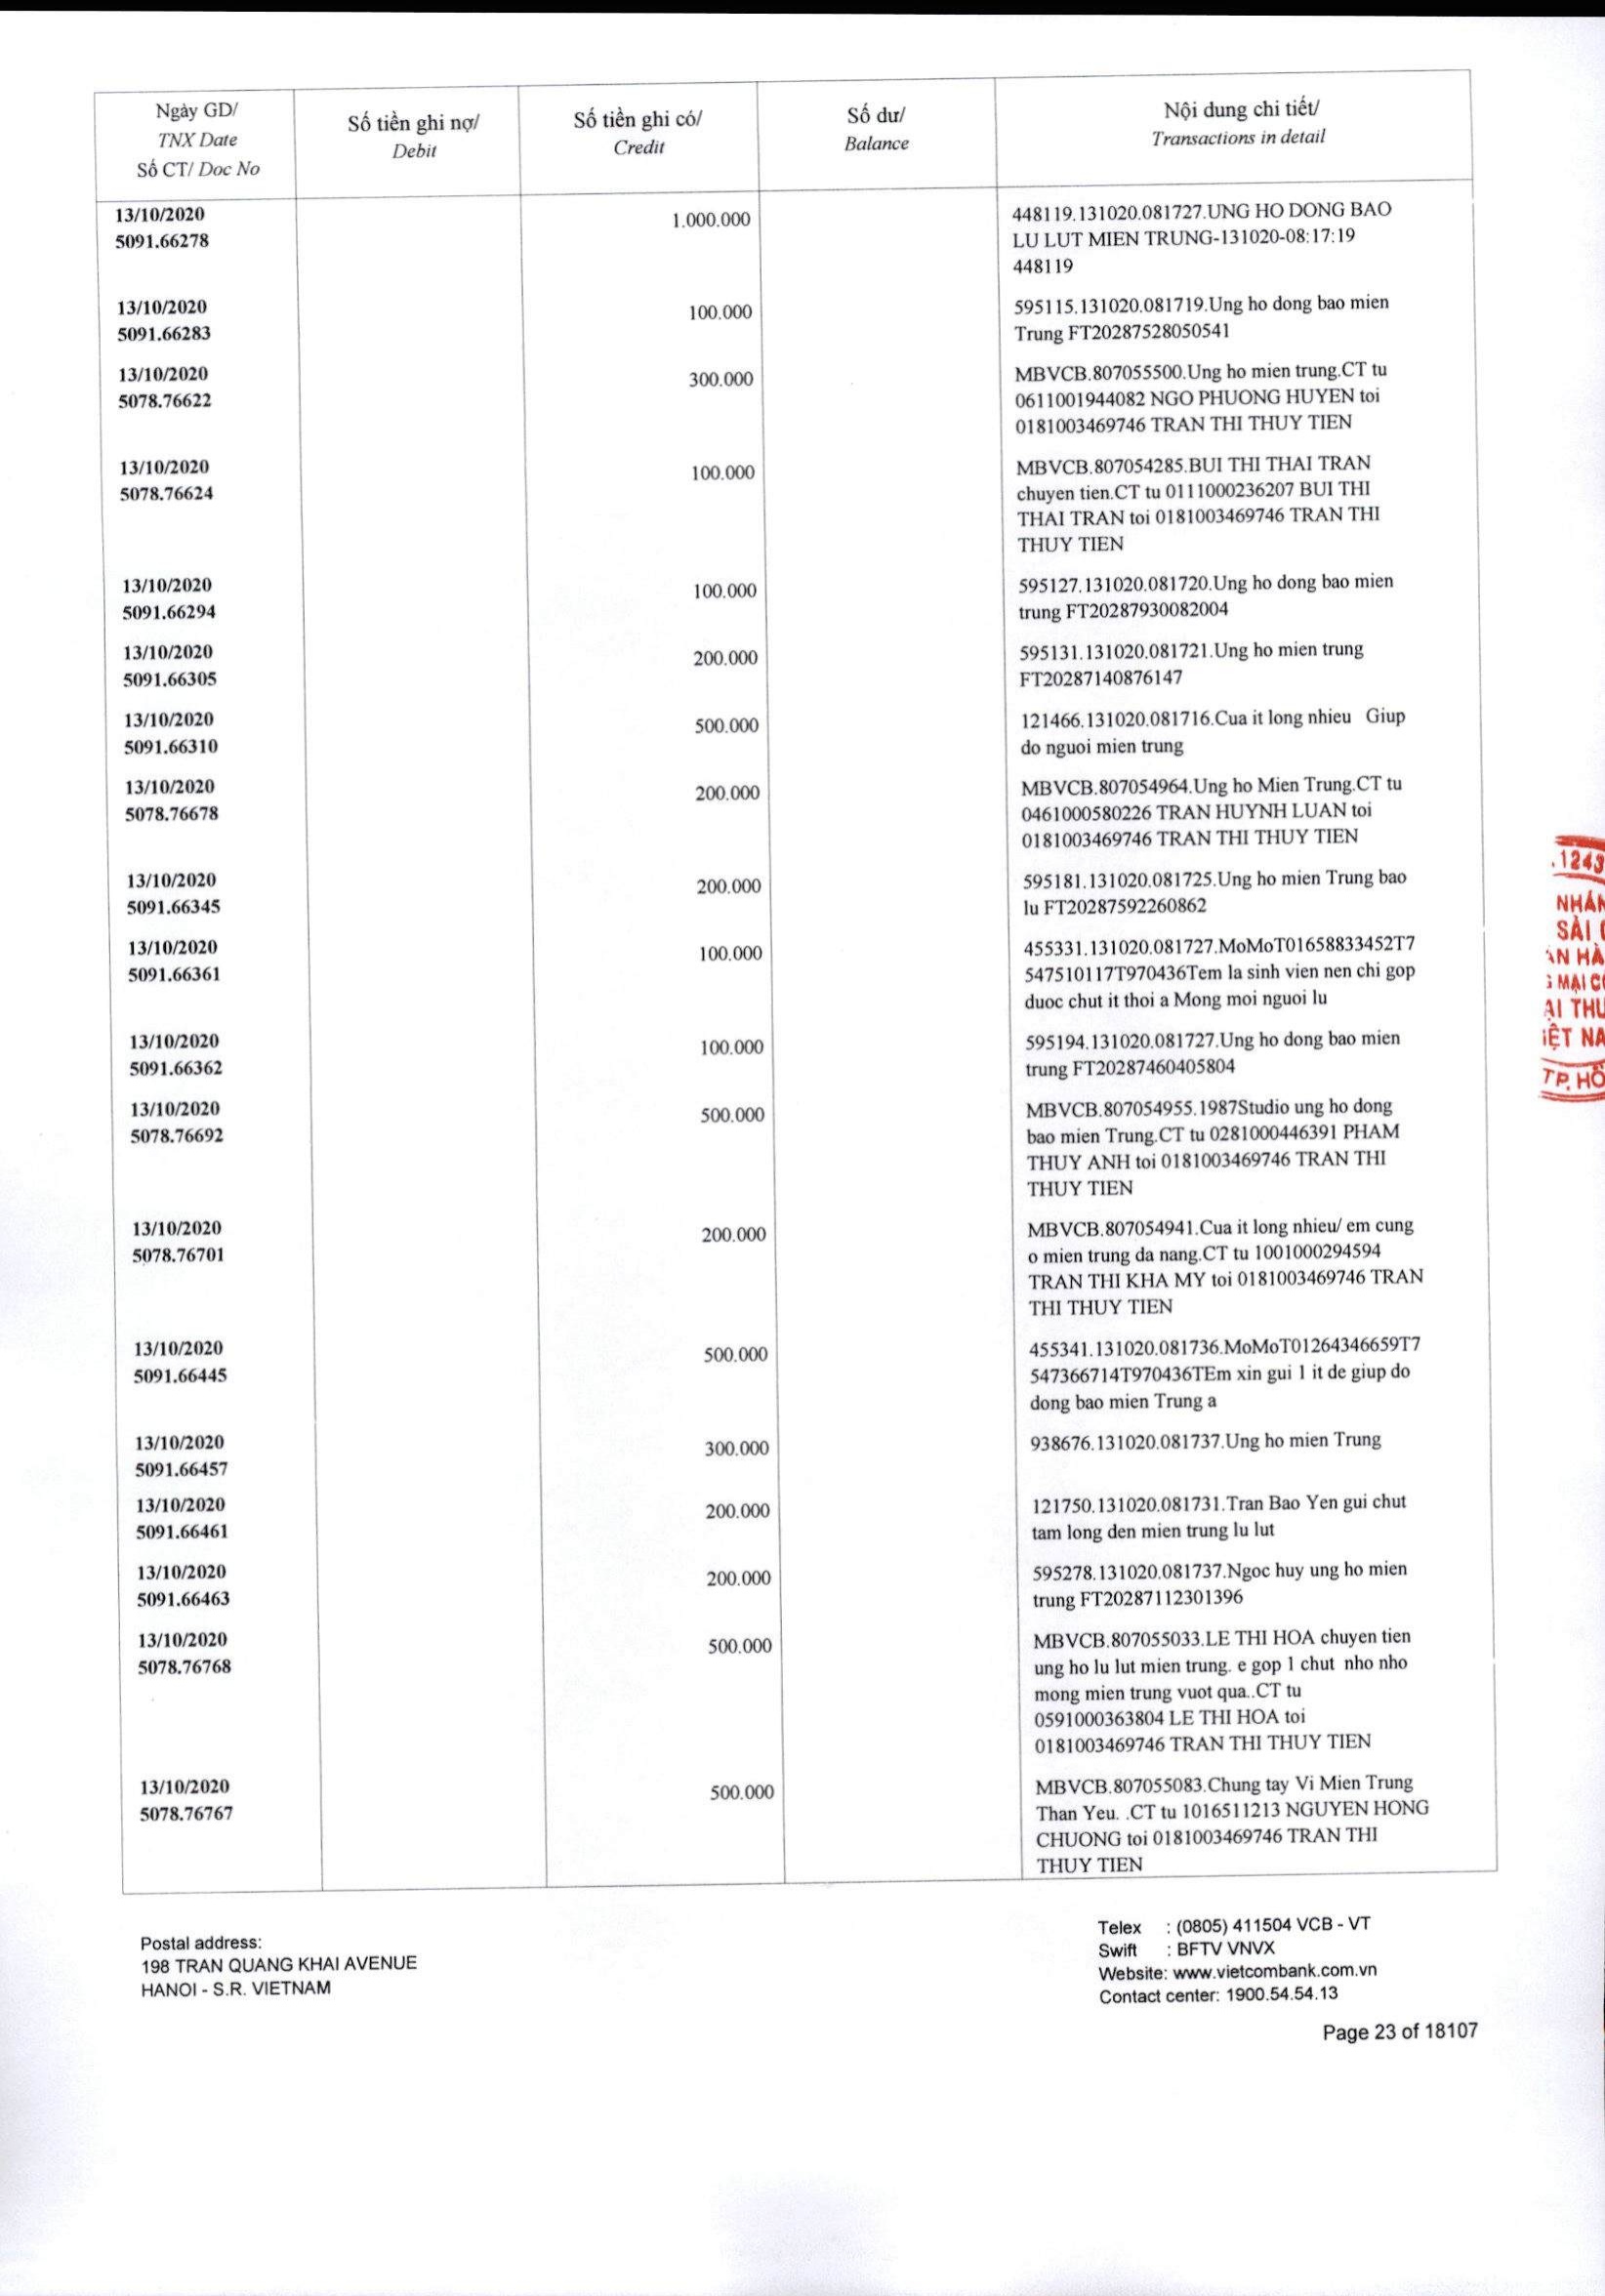 Ngày GD/
TNX Date
Số CT/ Doc No
Số tiền ghi nợ/
Debit
Số tiền ghi có/
Credit
Số dư/
Balance
Nội dung chi tiết/
Transactions in detail
13/10/2020
5091.66278
1.000.000
448119.131020.081727.UNG HO DONG BAO
LU LUT MIEN TRUNG-131020-08:17:19
448119
13/10/2020
5091.66283
100.000
595115.131020.081719.Ung ho dong bao mien
Trung FT20287528050541
13/10/2020
5078.76622
300.000
MBVCB.807055500.Ung ho mien trung.CT tu
0611001944082 NGO PHUONG HUYEN toi
0181003469746 TRAN THI THUY TIEN
13/10/2020
5078.76624
100.000
MBVCB.807054285.BUI THI THAI TRAN
chuyen tien.CT tu 0111000236207 BUI THI
THAI TRAN toi 0181003469746 TRAN THI
THUY TIEN
13/10/2020
5091.66294
100.000
595127.131020.081720.Ung ho dong bao mien
trung FT20287930082004
13/10/2020
5091.66305
200.000
595131.131020.081721.Ung ho mien trung
FT20287140876147
13/10/2020
5091.66310
500.000
121466.131020.081716.Cua it long nhieu   Giup
do nguoi mien trung
13/10/2020
5078.76678
200.000
MBVCB.807054964.Ung ho Mien Trung.CT tu
0461000580226 TRAN HUYNH LUAN toi
0181003469746 TRAN THI THUY TIEN
13/10/2020
5091.66345
200.000
595181.131020.081725.Ung ho mien Trung bao
lu FT20287592260862
13/10/2020
5091.66361
100.000
455331.131020.081727.MoMoT01658833452T7
547510117T970436Tem la sinh vien nen chi gop
duoc chut it thoi a Mong moi nguoi lu
13/10/2020
5091.66362
100.000
595194.131020.081727.Ung ho dong bao mien
trung FT20287460405804
13/10/2020
5078.76692
500.000
MBVCB.807054955.1987Studio ung ho dong
bao mien Trung.CT tu 0281000446391 PHAM
THUY ANH toi 0181003469746 TRAN THI
THUY TIEN
13/10/2020
5078.76701
200.000
MBVCB.807054941.Cua it long nhieu/ em cung
o mien trung da nang.CT tu 1001000294594
TRAN THI KHA MY toi 0181003469746 TRAN
THI THUY TIEN
13/10/2020
5091.66445
500.000
455341.131020.081736.MoMoT01264346659T7
547366714T970436TEm xin gui 1 it de giup do
dong bao mien Trung a
13/10/2020
5091.66457
300.000
938676.131020.081737.Ung ho mien Trung
13/10/2020
5091.66461
200.000
121750.131020.081731.Tran Bao Yen gui chut
tam long den mien trung lu lut
13/10/2020
5091.66463
200.000
595278.131020.081737.Ngoc huy ung ho mien
trung FT20287112301396
13/10/2020
5078.76768
500.000
MBVCB.807055033.LE THI HOA chuyen tien
ung ho lu lut mien trung. e gop 1 chut  nho nho
mong mien trung vuot qua..CT tu
0591000363804 LE THI HOA toi
0181003469746 TRAN THI THUY TIEN
13/10/2020
5078.76767
500.000
MBVCB.807055083.Chung tay Vi Mien Trung
Than Yeu. .CT tu 1016511213 NGUYEN HONG
CHUONG toi 0181003469746 TRAN THI
THUY TIEN
.1243
NHÁN
SÀI
HÀ
MẠI
THƯ
NA
TP. HỒ
Postal address:
198 TRAN QUANG KHAI AVENUE
HANOI - S.R. VIETNAM
Telex : (0805) 411504 VCB - VT
Swift : BFTV VNVX
Website: www.vietcombank.com.vn
Contact center: 1900.54.54.13
Page 23 of 18107